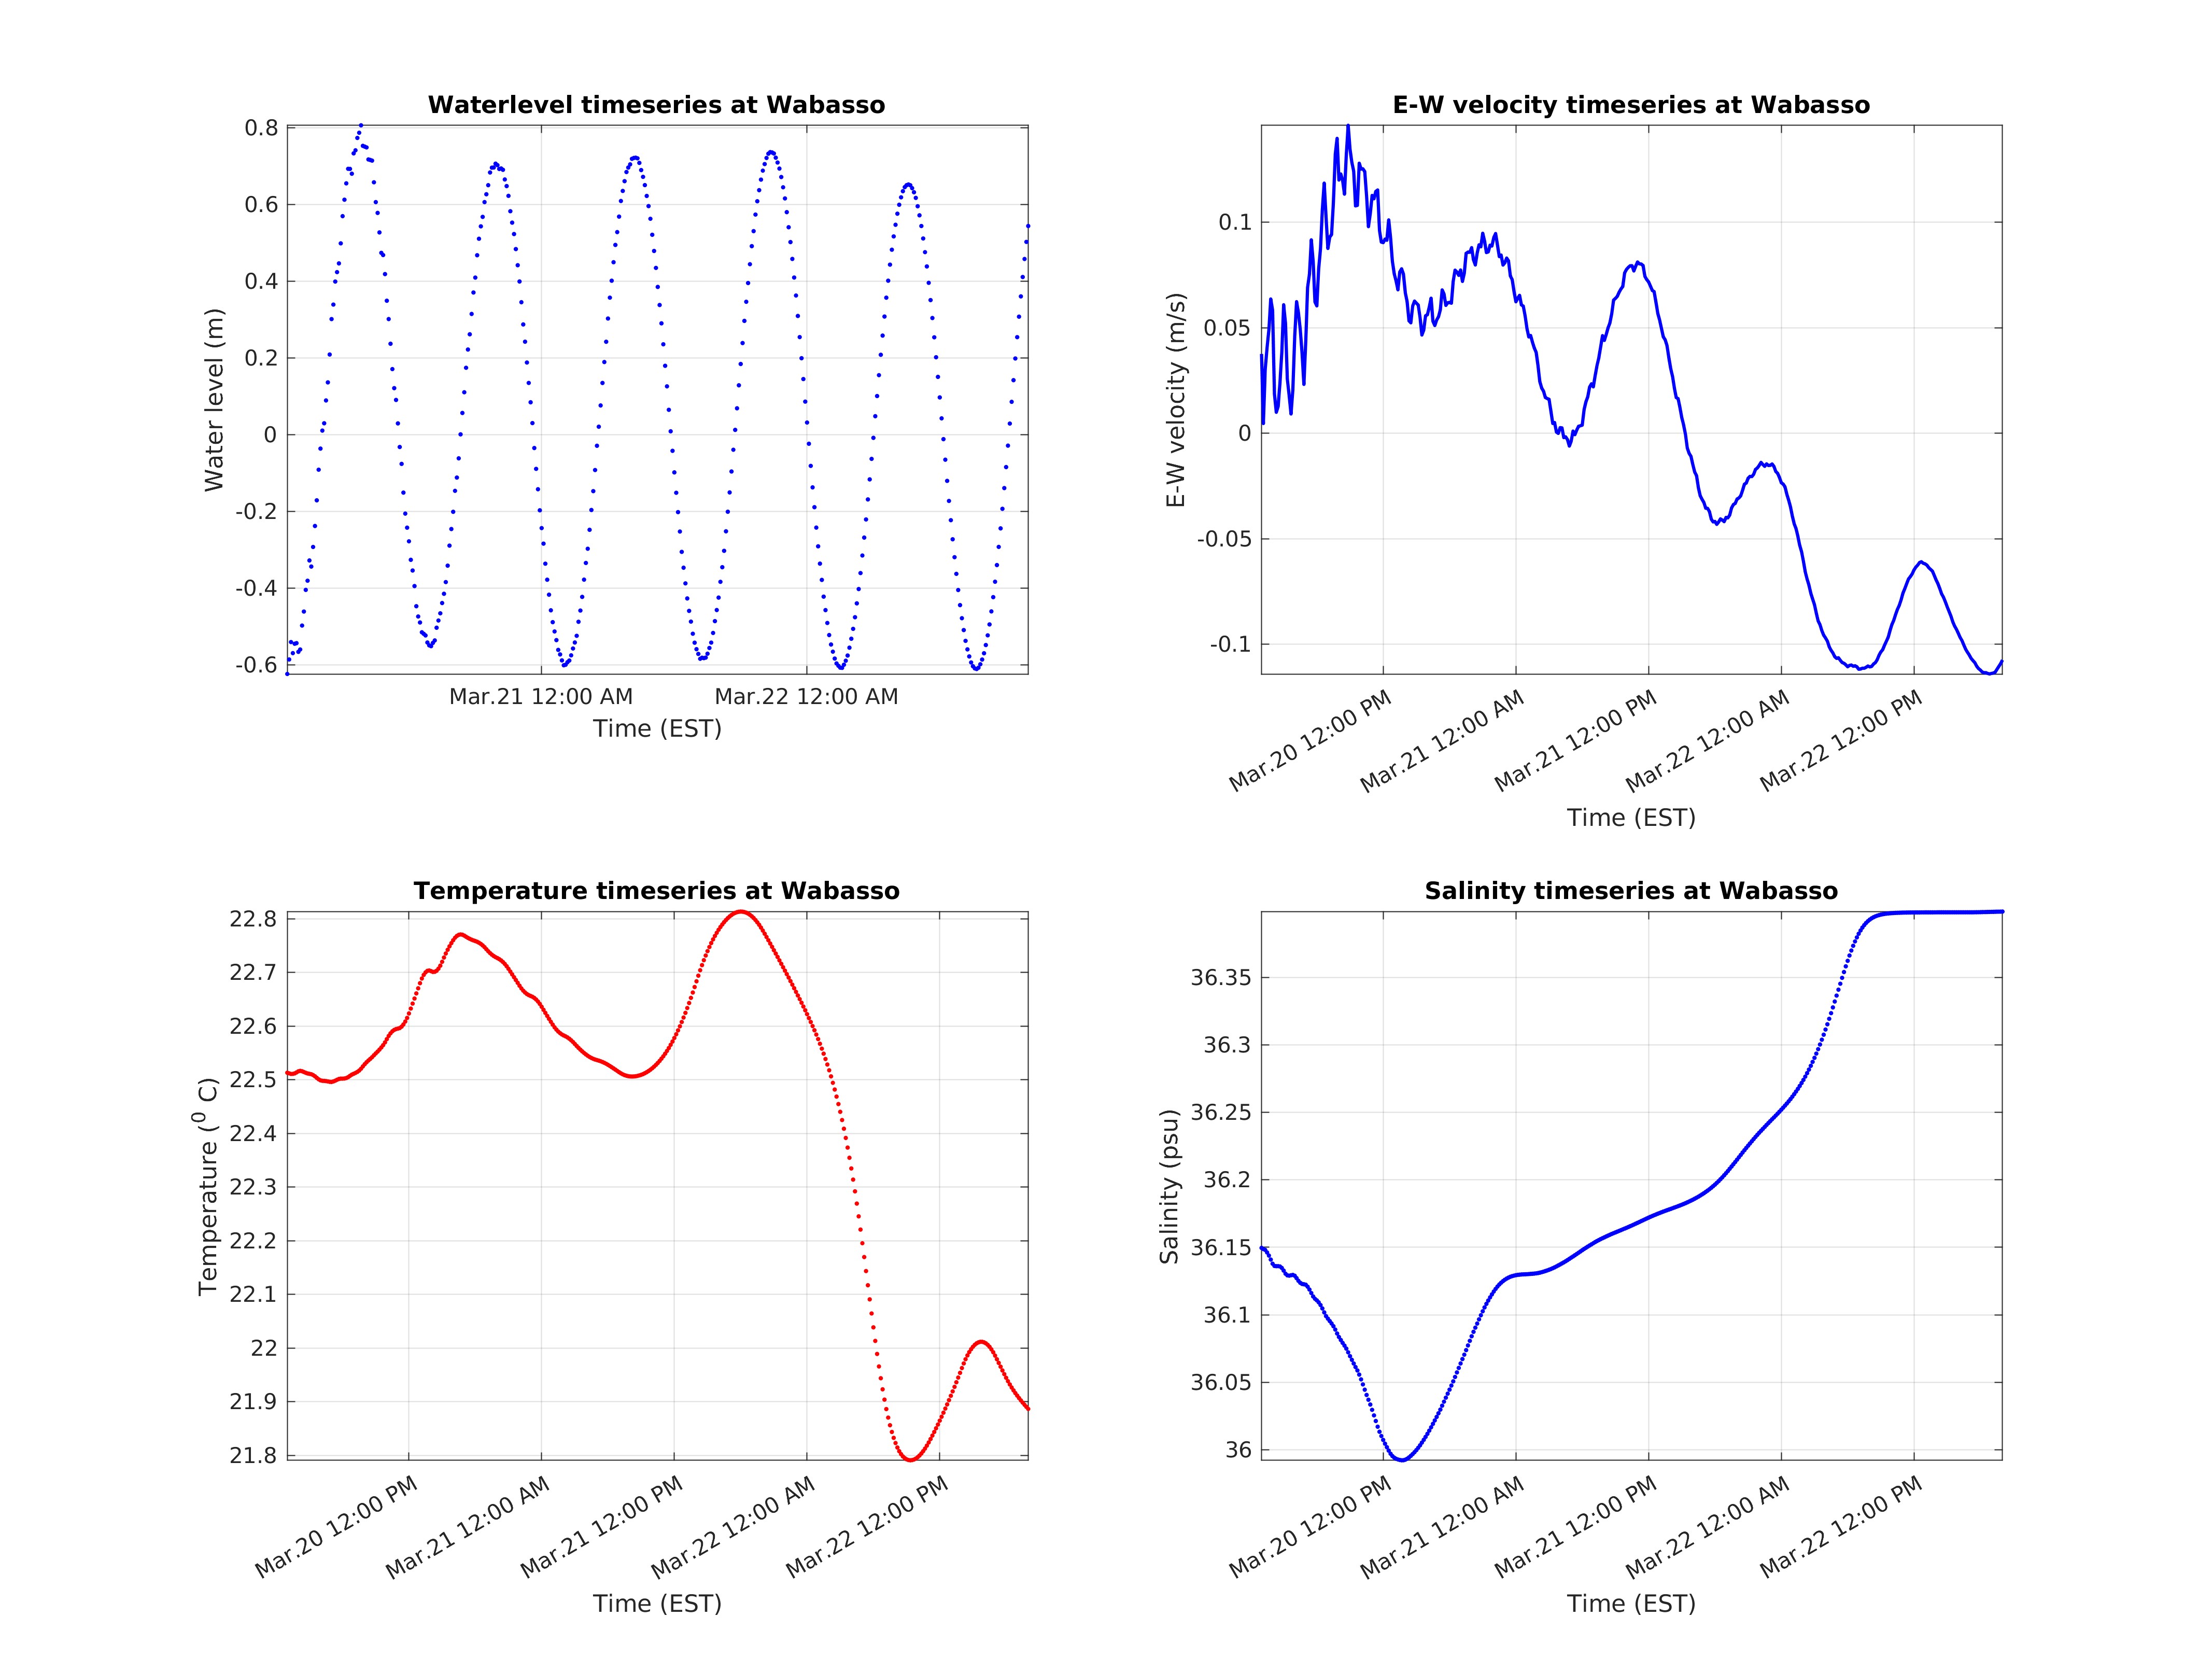 Waterlevel timeseries at Wabasso
0.8
0.6
0.4
0.2
0
-0.2
-0.4
-0.6
Water level (m)
Mar.21 12:00 AM
Mar.22 12:00 AM
Time (EST)
E-W velocity timeseries at Wabasso
0.1
0.05
0
-0.05
-0.1
E-W velocity (m/s)
Mar.20 12:00 PM
Mar.21 12:00 AM
Mar.21 12:00 PM
Mar.22 12:00 AM
Mar.22 12:00 PM
Time (EST)
Temperature timeseries at Wabasso
22.8
22.7
22.6
22.5
22.4
22.3
22.2
22.1
22
21.9
21.8
Temperature (⁰ C)
Mar.20 12:00 PM
Mar.21 12:00 AM
Mar.21 12:00 PM
Mar.22 12:00 AM
Mar.22 12:00 PM
Time (EST)
Salinity timeseries at Wabasso
36.35
36.3
36.25
36.2
36.15
36.1
36.05
36
Salinity (psu)
Mar.20 12:00 PM
Mar.21 12:00 AM
Mar.21 12:00 PM
Mar.22 12:00 AM
Mar.22 12:00 PM
Time (EST)